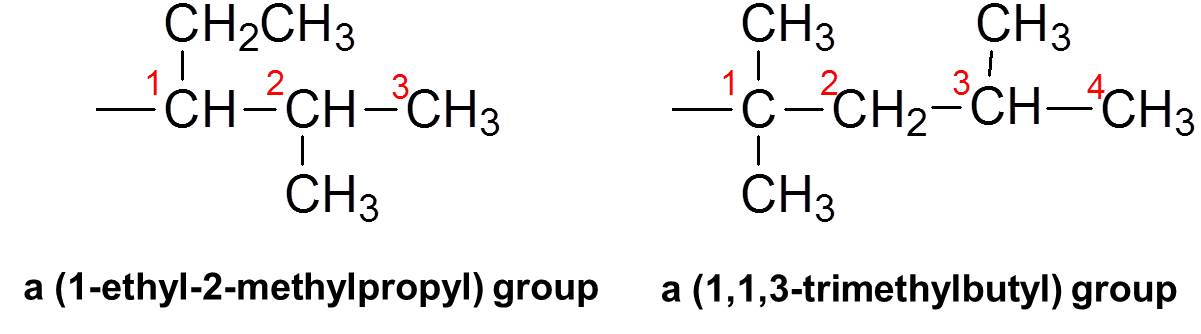 CH2CH3 CH3 CH3
1 2 3 1 2 3 4
CH CH CH3 C CH2 CH CH3
CH3 CH3
a (1-ethyl-2-methylpropyl) group a (1,1,3-trimethylbutyl) group